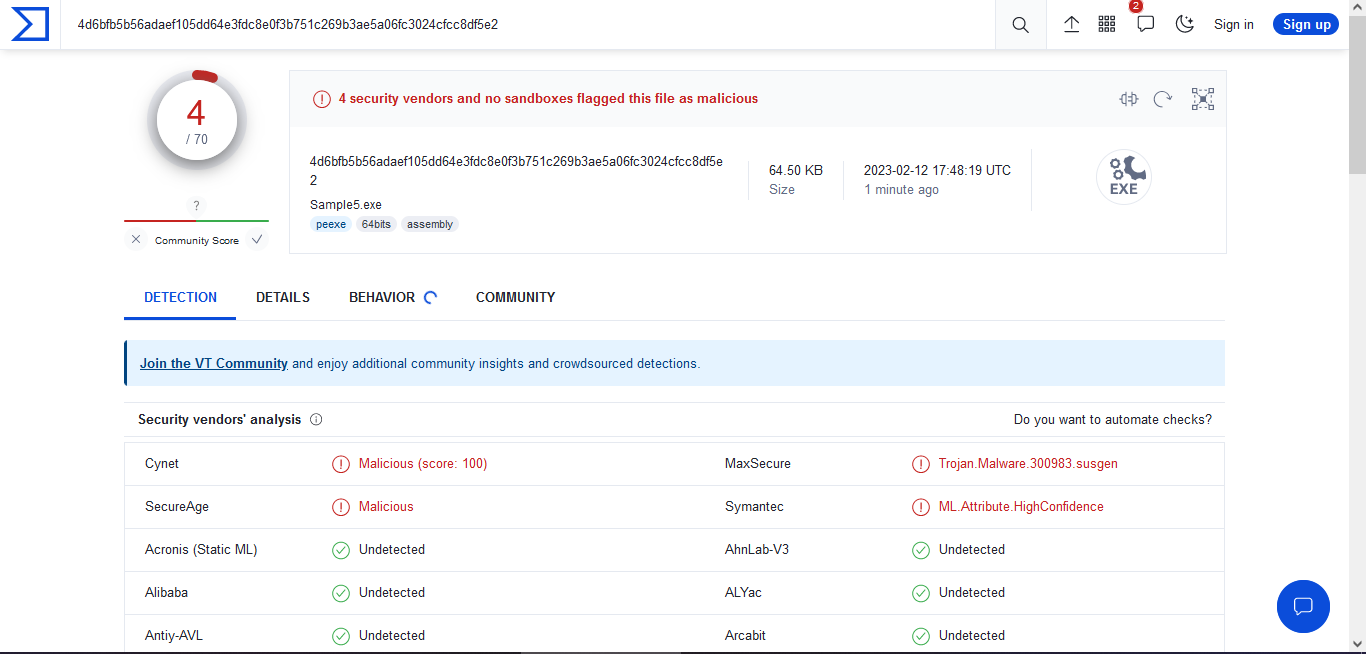 4d6bfb5b56adaef105dd64e3fdc8e0f3b751c269b3ae5a06fc3024cfcc8df5e2
2
Sign in
Sign up
4
/ 70
?
Community Score
4 security vendors and no sandboxes flagged this file as malicious
4d6bfb5b56adaef105dd64e3fdc8e0f3b751c269b3ae5a06fc3024cfcc8df5e
2
Sample5.exe
peexe 64bits assembly
64.50 KB
Size
2023-02-12 17:48:19 UTC
1 minute ago
EXE
DETECTION DETAILS BEHAVIOR COMMUNITY
Join the VT Community and enjoy additional community insights and crowdsourced detections.
Security vendors' analysis Do you want to automate checks?
Cynet Malicious (score: 100) MaxSecure Trojan.Malware.300983.susgen
SecureAge Malicious Symantec ML.Attribute.HighConfidence
Acronis (Static ML) Undetected AhnLab-V3 Undetected
Alibaba Undetected ALYac Undetected
Antiy-AVL Undetected Arcabit Undetected